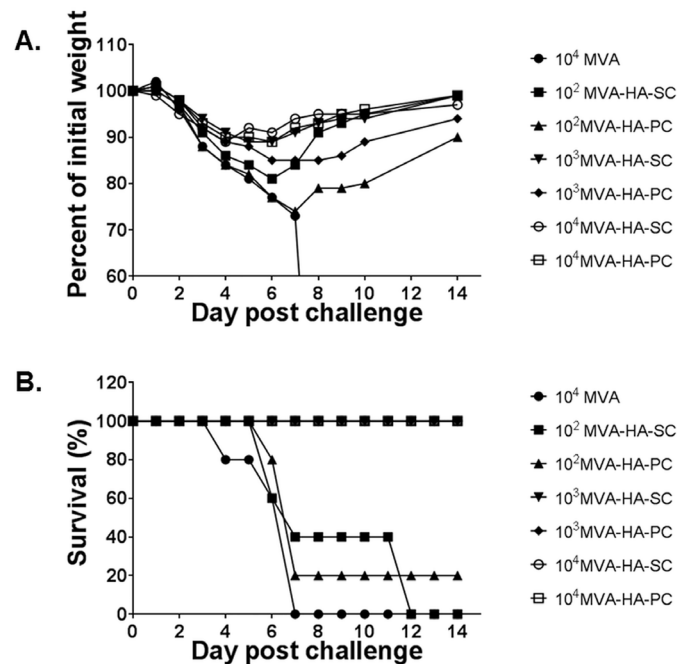 A.
Percent of initial weight
110
100
90
80
70
60
0 2 4 6 8 10 12 14
Day post challenge
10⁴ MVA
10² MVA-HA-SC
10²MVA-HA-PC
10³MVA-HA-SC
10³MVA-HA-PC
10⁴MVA-HA-SC
10⁴MVA-HA-PC
B.
Survival (%)
120
100
80
60
40
20
0
0 2 4 6 8 10 12 14
Day post challenge
10⁴ MVA
10² MVA-HA-SC
10²MVA-HA-PC
10³MVA-HA-SC
10³MVA-HA-PC
10⁴MVA-HA-SC
10⁴MVA-HA-PC